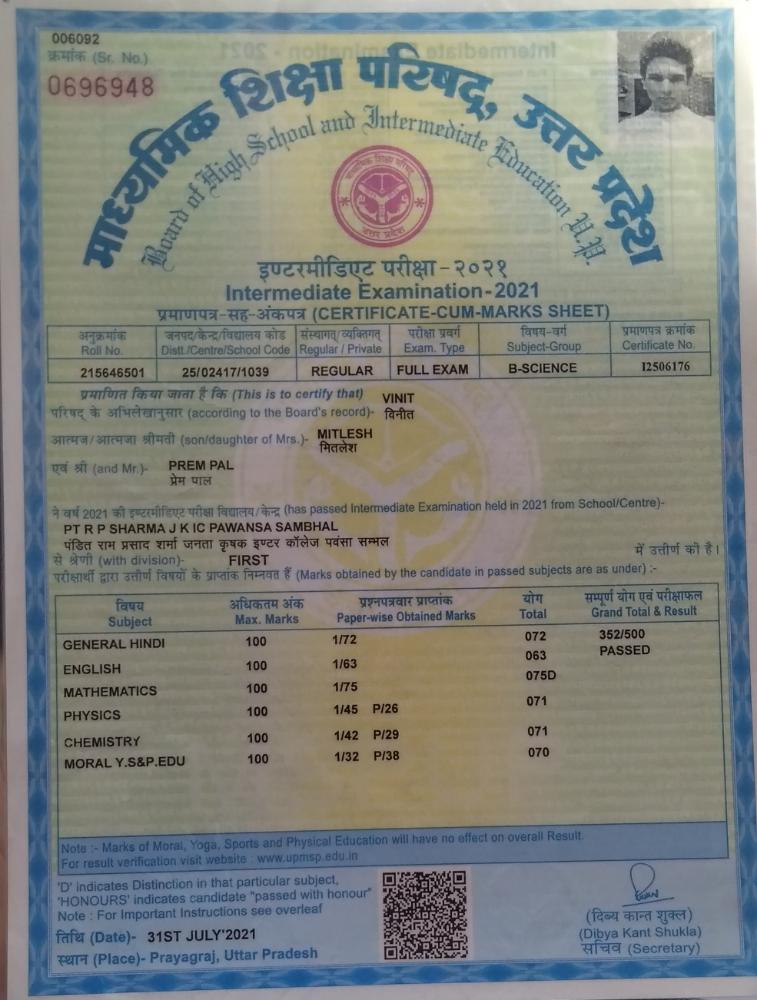 006092
क्रमांक (Sr. No.)
0696948
माध्यमिक शिक्षा परिषद्, उत्तर प्रदेश
Board of High School and Intermediate Education U.P.
माध्यमिक शिक्षा परिषद्
उत्तर प्रदेश
इण्टरमीडिएट परीक्षा - २०२१
Intermediate Examination - 2021
प्रमाणपत्र-सह-अंकपत्र (CERTIFICATE-CUM-MARKS SHEET)
अनुक्रमांक जनपद/केन्द्र/विद्यालय कोड संस्थागत/व्यक्तिगत परीक्षा प्रवर्ग विषय-वर्ग प्रमाणपत्र क्रमांक
Roll No. Distt./Centre/School Code Regular / Private Exam. Type Subject-Group Certificate No.
215646501 25/02417/1039 REGULAR FULL EXAM B-SCIENCE I2506176
प्रमाणित किया जाता है कि (This is to certify that) VINIT
परिषद् के अभिलेखानुसार (according to the Board's record)- विनीत
आत्मज/आत्मजा श्रीमती (son/daughter of Mrs.)- MITLESH
मितलेश
एवं श्री (and Mr.)- PREM PAL
प्रेम पाल
ने वर्ष 2021 की इण्टरमीडिएट परीक्षा विद्यालय/केन्द्र (has passed Intermediate Examination held in 2021 from School/Centre)-
PT R P SHARMA J K IC PAWANSA SAMBHAL
पंडित राम प्रसाद शर्मा जनता कृषक इण्टर कॉलेज पवंसा सम्भल
से श्रेणी (with division)- FIRST में उत्तीर्ण की है।
परीक्षार्थी द्वारा उत्तीर्ण विषयों के प्राप्तांक निम्नवत हैं (Marks obtained by the candidate in passed subjects are as under) :-
विषय अधिकतम अंक प्रश्नपत्रवार प्राप्तांक योग सम्पूर्ण योग एवं परीक्षाफल
Subject Max. Marks Paper-wise Obtained Marks Total Grand Total & Result
GENERAL HINDI 100 1/72 072 352/500
ENGLISH 100 1/63 063 PASSED
MATHEMATICS 100 1/75 075D
PHYSICS 100 1/45 P/26 071
CHEMISTRY 100 1/42 P/29 071
MORAL Y.S&P.EDU 100 1/32 P/38 070
Note :- Marks of Moral, Yoga, Sports and Physical Education will have no effect on overall Result.
For result verification visit website : www.upmsp.edu.in
'D' indicates Distinction in that particular subject,
'HONOURS' indicates candidate "passed with honour"
Note : For Important Instructions see overleaf
तिथि (Date)- 31ST JULY'2021
स्थान (Place)- Prayagraj, Uttar Pradesh
(दिब्य कान्त शुक्ल)
(Dibya Kant Shukla)
सचिव (Secretary)